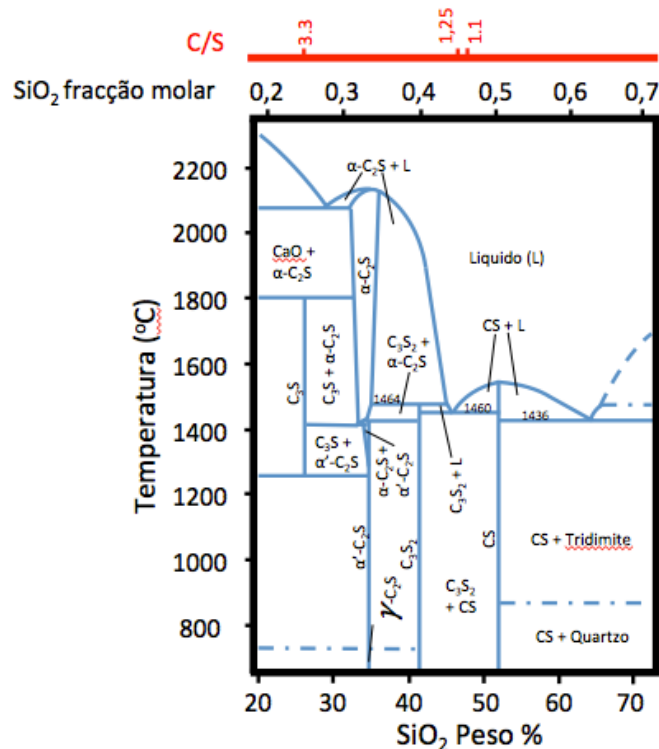 C/S
3.3
1,25
1.1
SiO₂ fracção molar
0,2 0,3 0,4 0,5 0,6 0,7
α-C₂S + L
2200
2000
Liquido (L)
CaO +
α-C₂S
α-C₂S
1800
C₃S
C₃S + α-C₂S
C₃S₂ +
α-C₂S
CS + L
1600
1464
1460
1436
1400
C₃S +
α'-C₂S
α-C₂S +
α'-C₂S
C₃S₂ + L
1200
α'-C₂S
C₃S₂
CS
CS + Tridimite
1000
γ-C₂S
C₃S₂
+ CS
800
CS + Quartzo
Temperatura (ºC)
20 30 40 50 60 70
SiO₂ Peso %